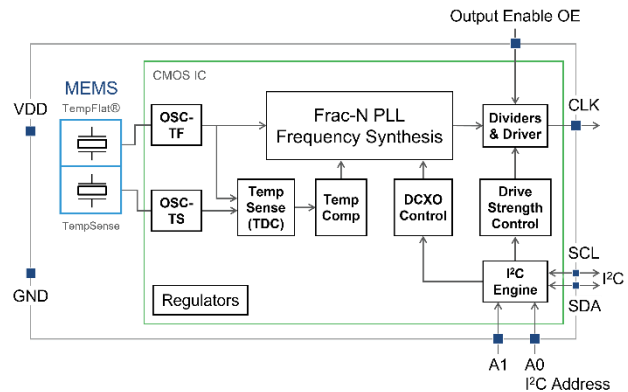 Output Enable OE
MEMS
TempFlat®
VDD
CMOS IC
OSC-
TF
Frac-N PLL
Frequency Synthesis
Dividers
& Driver
CLK
TempSense
OSC-
TS
Temp
Sense
(TDC)
Temp
Comp
DCXO
Control
Drive
Strength
Control
GND
Regulators
I²C
Engine
SCL
I²C
SDA
A1
A0
I²C Address